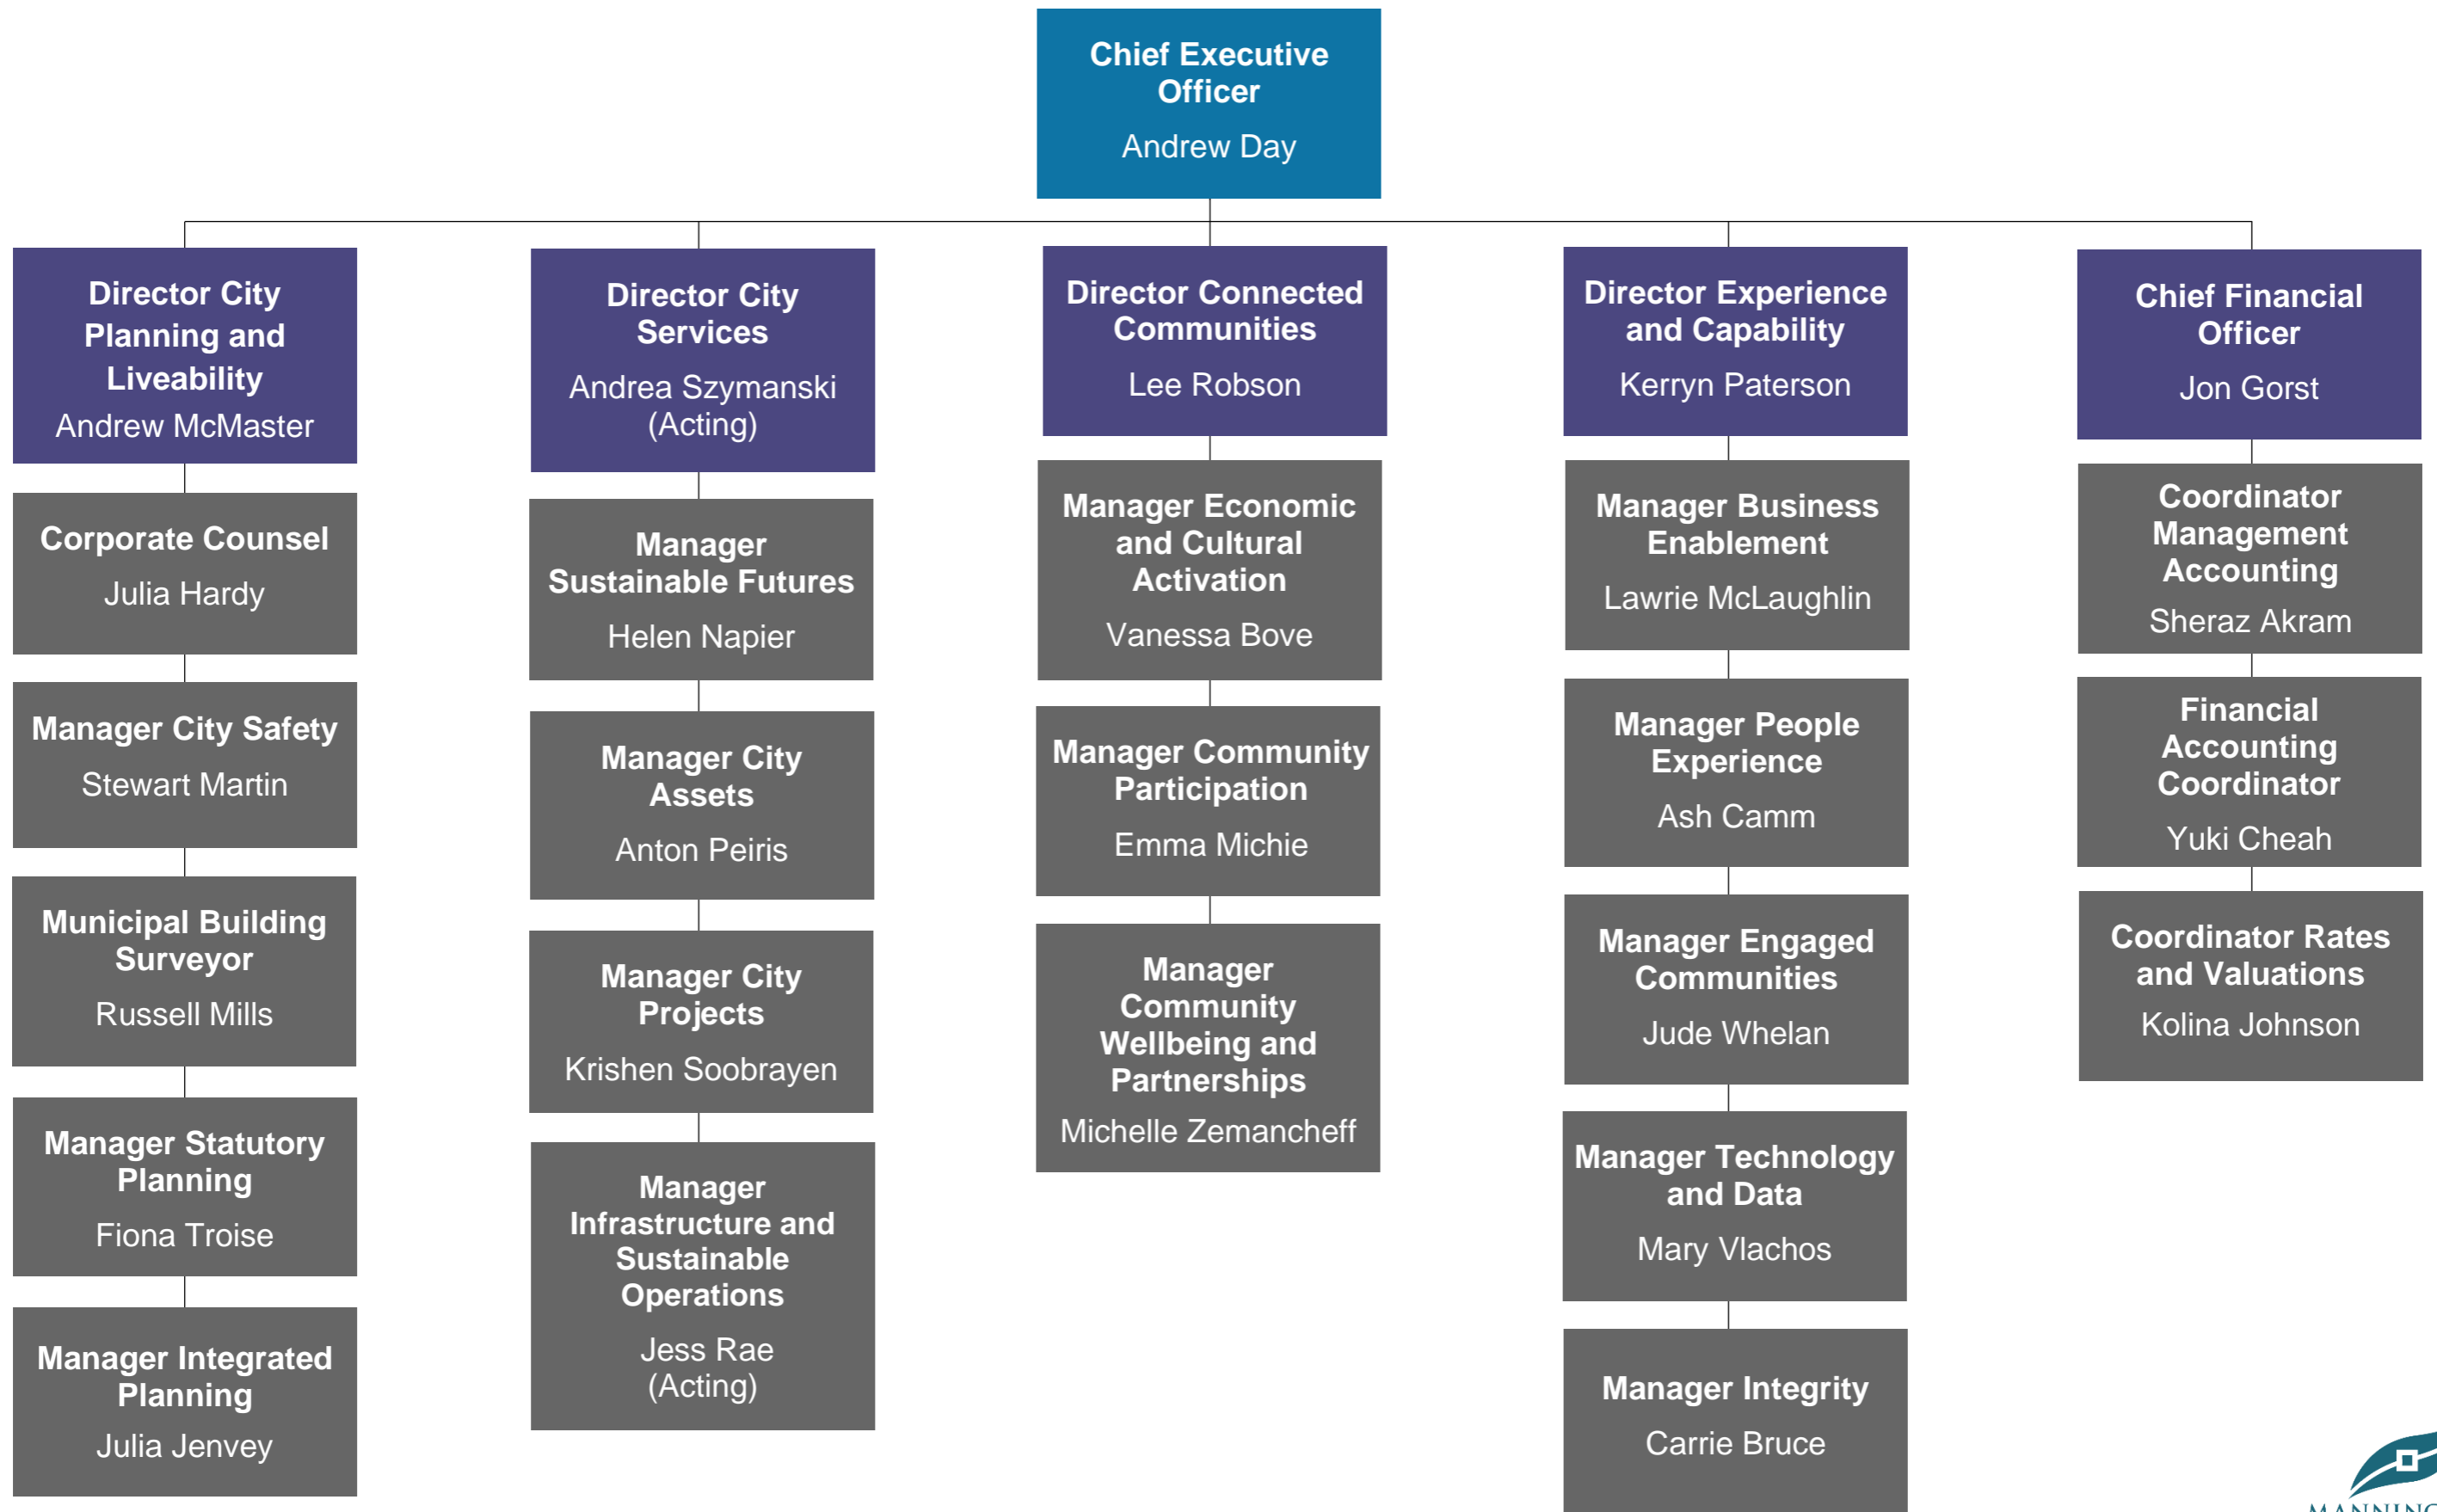 Chief Executive
Officer
Andrew Day
Director City
Planning and
Liveability
Andrew McMaster
Corporate Counsel
Julia Hardy
Manager City Safety
Stewart Martin
Municipal Building
Surveyor
Russell Mills
Manager Statutory
Planning
Fiona Troise
Manager Integrated
Planning
Julia Jenvey
Director City
Services
Andrea Szymanski
(Acting)
Manager
Sustainable Futures
Helen Napier
Manager City
Assets
Anton Peiris
Manager City
Projects
Krishen Soobrayen
Manager
Infrastructure and
Sustainable
Operations
Jess Rae
(Acting)
Director Connected
Communities
Lee Robson
Manager Economic
and Cultural
Activation
Vanessa Bove
Manager Community
Participation
Emma Michie
Manager
Community
Wellbeing and
Partnerships
Michelle Zemancheff
Director Experience
and Capability
Kerryn Paterson
Manager Business
Enablement
Lawrie McLaughlin
Manager People
Experience
Ash Camm
Manager Engaged
Communities
Jude Whelan
Manager Technology
and Data
Mary Vlachos
Manager Integrity
Carrie Bruce
Chief Financial
Officer
Jon Gorst
Coordinator
Management
Accounting
Sheraz Akram
Financial
Accounting
Coordinator
Yuki Cheah
Coordinator Rates
and Valuations
Kolina Johnson